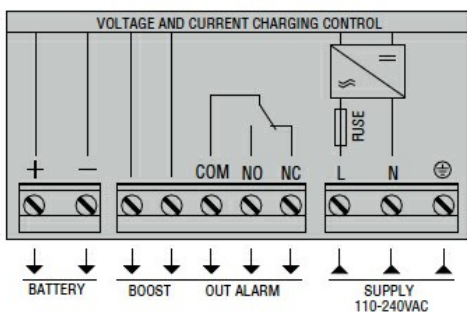 VOLTAGE AND CURRENT CHARGING CONTROL
FUSE
+ − COM NO NC L N
BATTERY BOOST OUT ALARM SUPPLY
110-240VAC